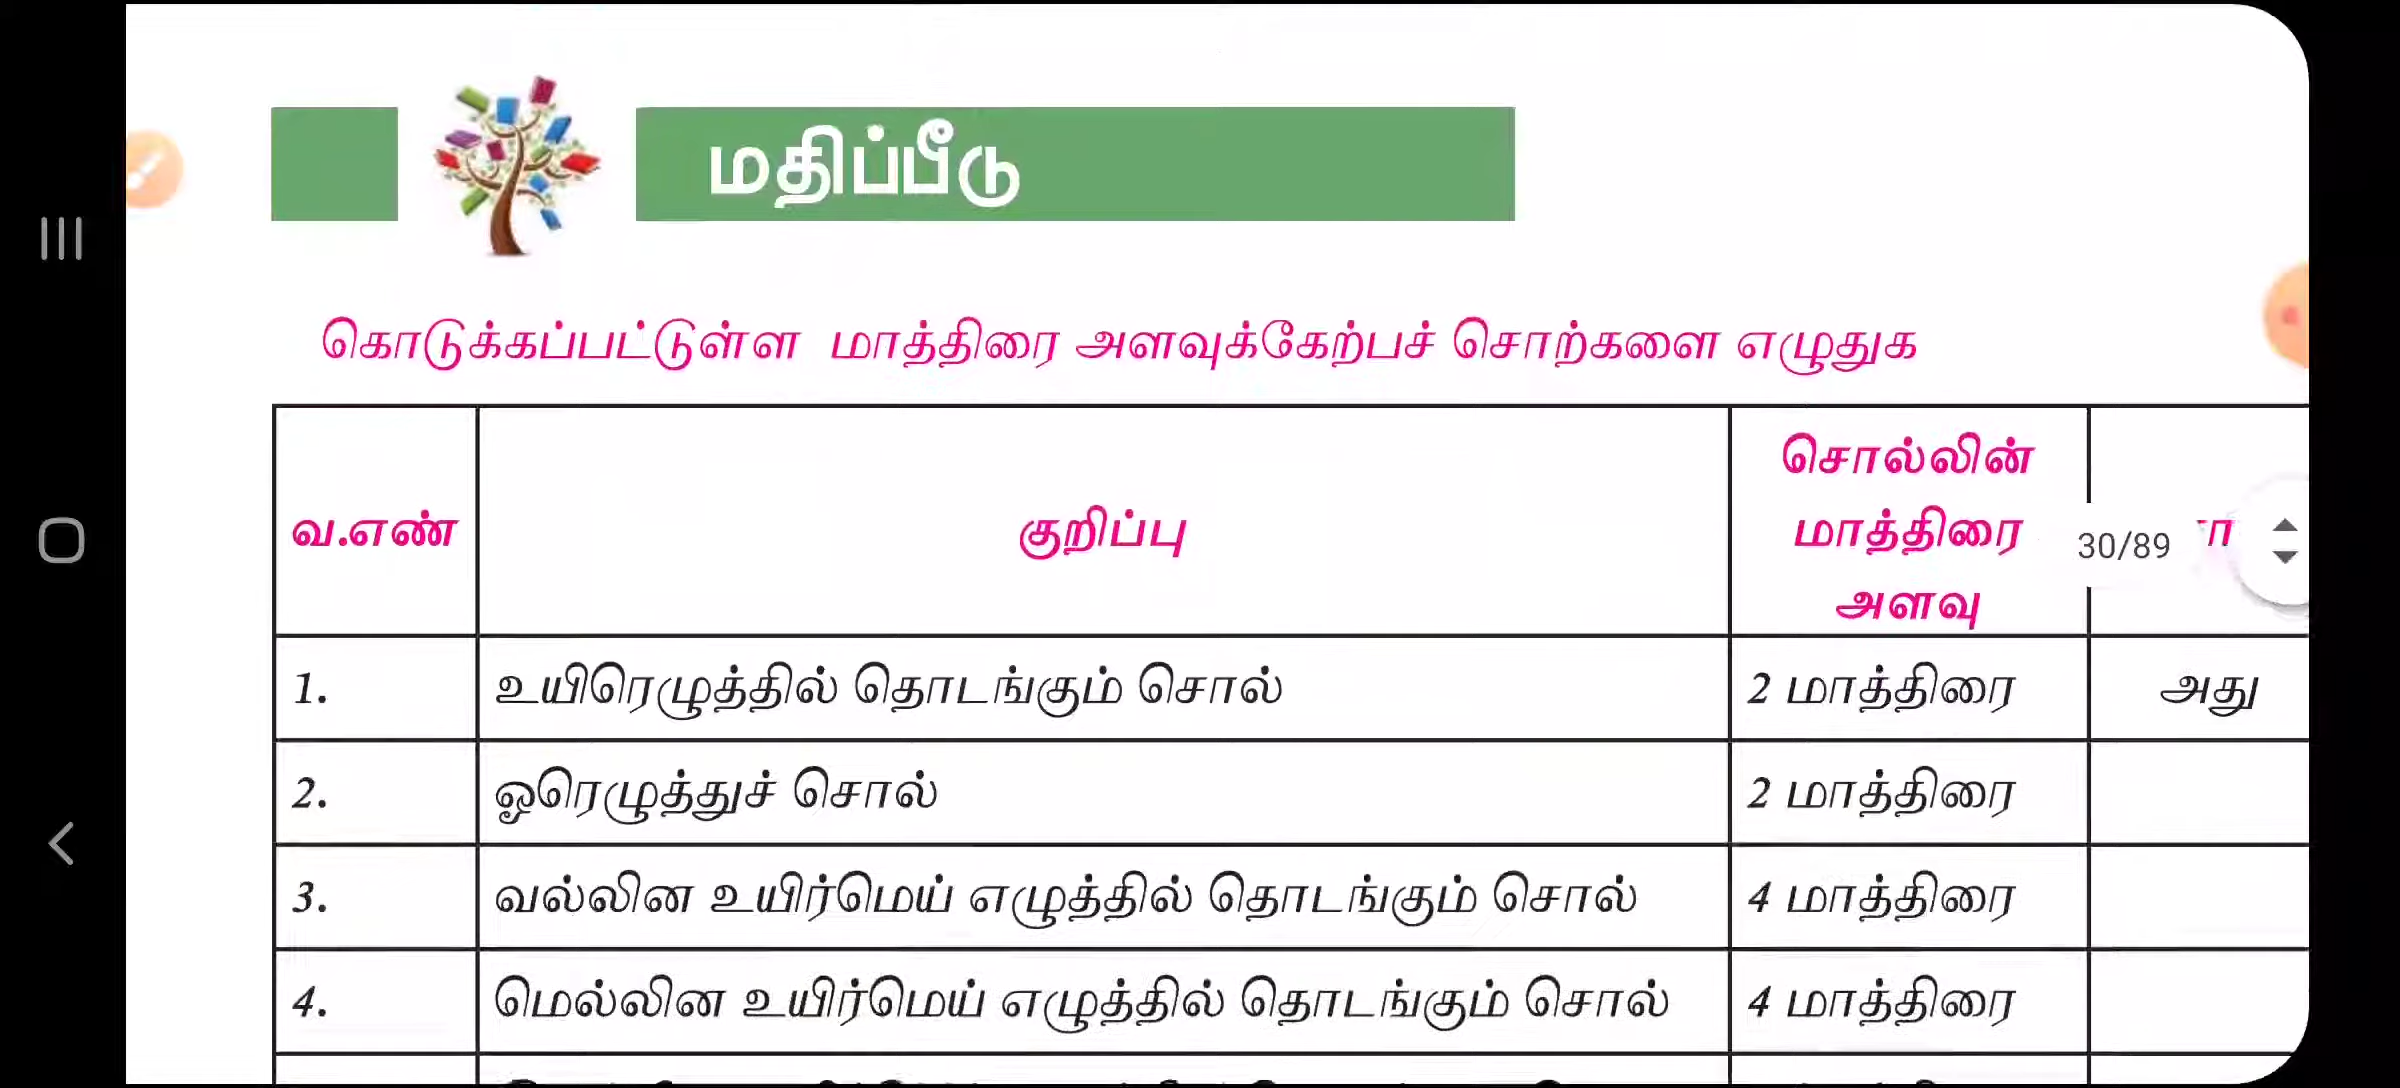 மதிப்பீடு
கொடுக்கப்பட்டுள்ள மாத்திரை அளவுக்கேற்பச் சொற்களை எழுதுக
வ.எண் குறிப்பு சொல்லின் மாத்திரை அளவு
30/89
1. உயிரெழுத்தில் தொடங்கும் சொல் 2 மாத்திரை அது
2. ஓரெழுத்துச் சொல் 2 மாத்திரை
3. வல்லின உயிர்மெய் எழுத்தில் தொடங்கும் சொல் 4 மாத்திரை
4. மெல்லின உயிர்மெய் எழுத்தில் தொடங்கும் சொல் 4 மாத்திரை